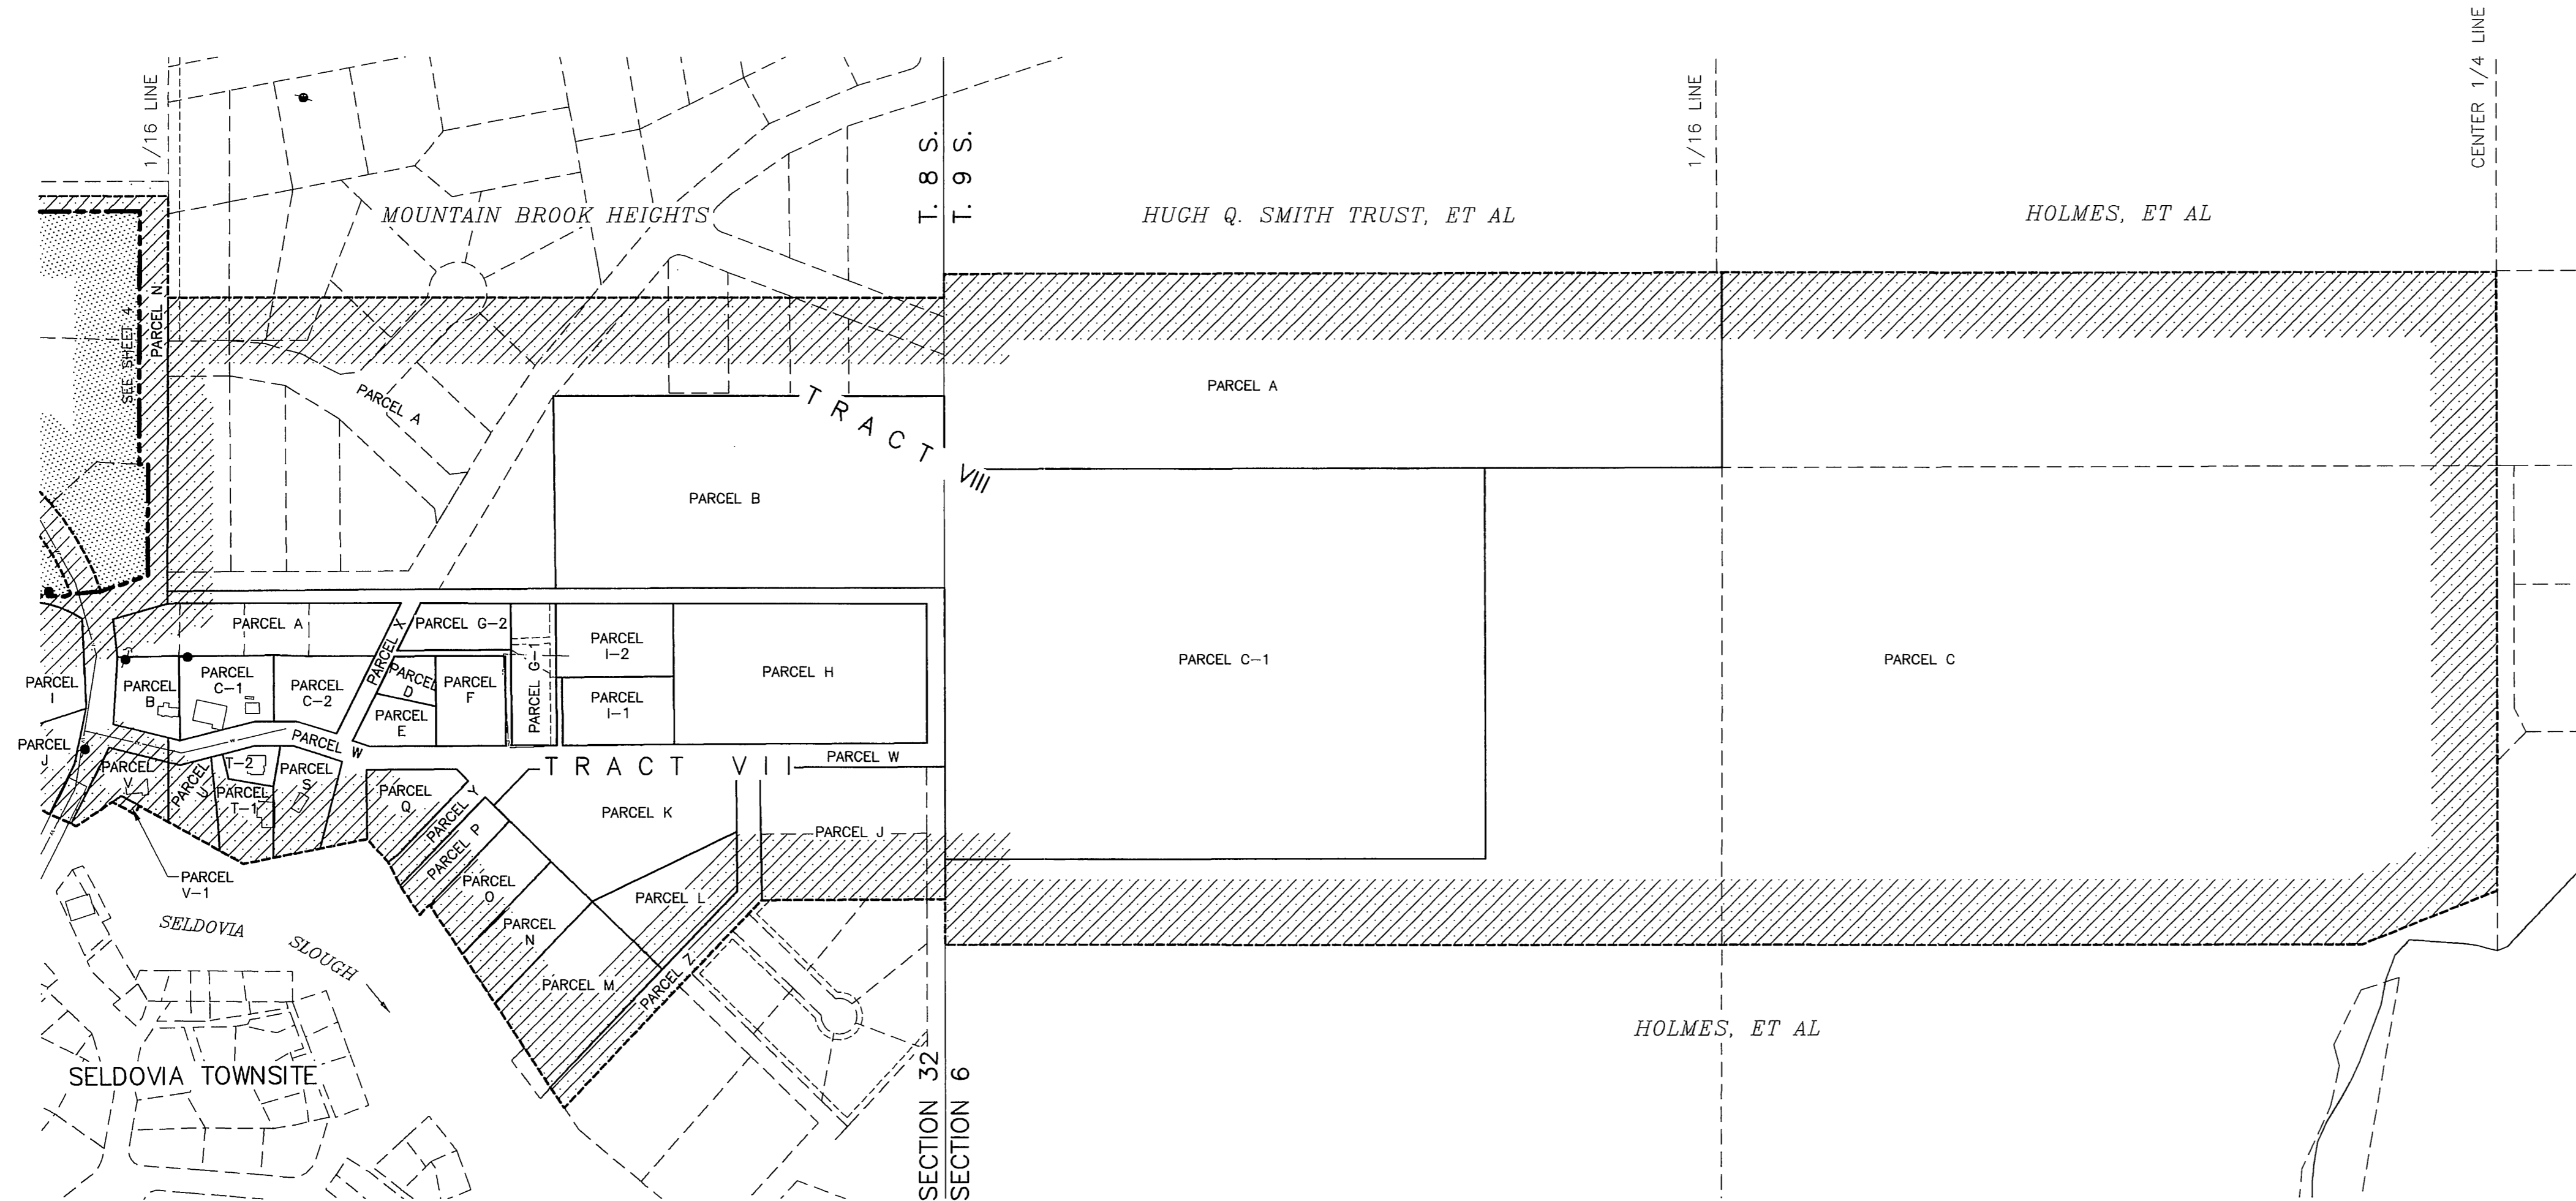 CENTER 1/4 LINE
1/16 LINE
1/16 LINE
T. 8 S.
T. 9 S.
MOUNTAIN BROOK HEIGHTS
HUGH Q. SMITH TRUST, ET AL
HOLMES, ET AL
SEE SHEET 4
PARCEL N
PARCEL A
PARCEL A
TRACT VIII
PARCEL B
PARCEL A
PARCEL X
PARCEL G-2
PARCEL G-1
PARCEL
I-2
PARCEL H
PARCEL C-1
PARCEL C
PARCEL
I
PARCEL
B
PARCEL
C-1
PARCEL
C-2
PARCEL
D
PARCEL
E
PARCEL
F
PARCEL
I-1
PARCEL
J
PARCEL W
PARCEL W
TRACT VII
PARCEL
V
PARCEL
U
T-2
PARCEL
T-1
PARCEL
S
PARCEL
Q
PARCEL Y
PARCEL P
PARCEL K
PARCEL J
PARCEL
V-1
PARCEL
O
PARCEL L
PARCEL
N
PARCEL M
PARCEL Z
SELDOVIA
SLOUGH
HOLMES, ET AL
SELDOVIA TOWNSITE
SECTION 32
SECTION 6